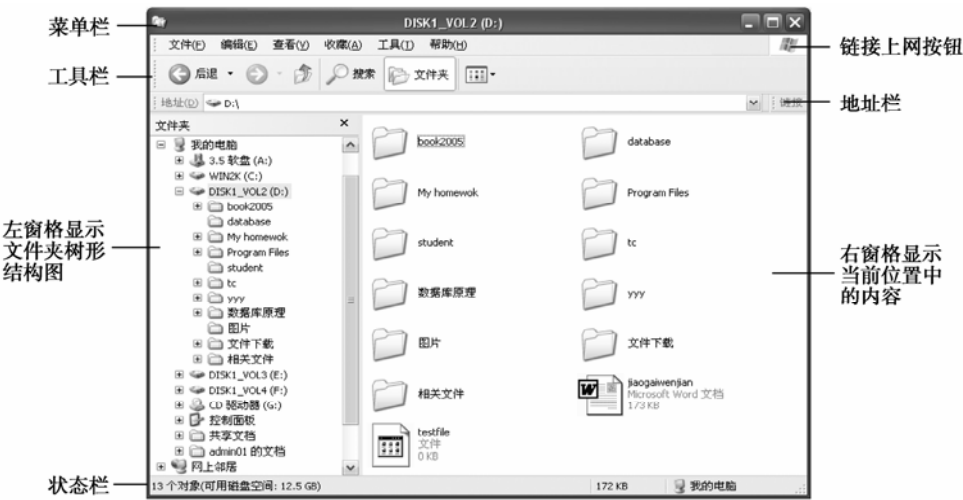 DISK1_VOL2 (D:)
菜单栏
文件(F) 编辑(E) 查看(V) 收藏(A) 工具(T) 帮助(H)
链接上网按钮
工具栏
后退 搜索 文件夹
地址(D) D:\ 链接
地址栏
文件夹 ×
我的电脑
3.5 软盘 (A:)
WIN2K (C:)
DISK1_VOL2 (D:)
book2005
database
My homewok
Program Files
student
tc
yyy
数据库原理
图片
文件下载
相关文件
DISK1_VOL3 (E:)
DISK1_VOL4 (F:)
CD 驱动器 (G:)
控制面板
共享文档
admin01 的文档
网上邻居
左窗格显示
文件夹树形
结构图
book2005 database
My homewok Program Files
student tc
数据库原理 yyy
图片 文件下载
相关文件
jiaogaiwenjian
Microsoft Word 文档
173 KB
testfile
文件
0 KB
右窗格显示
当前位置中
的内容
状态栏
13 个对象(可用磁盘空间: 12.5 GB) 172 KB 我的电脑